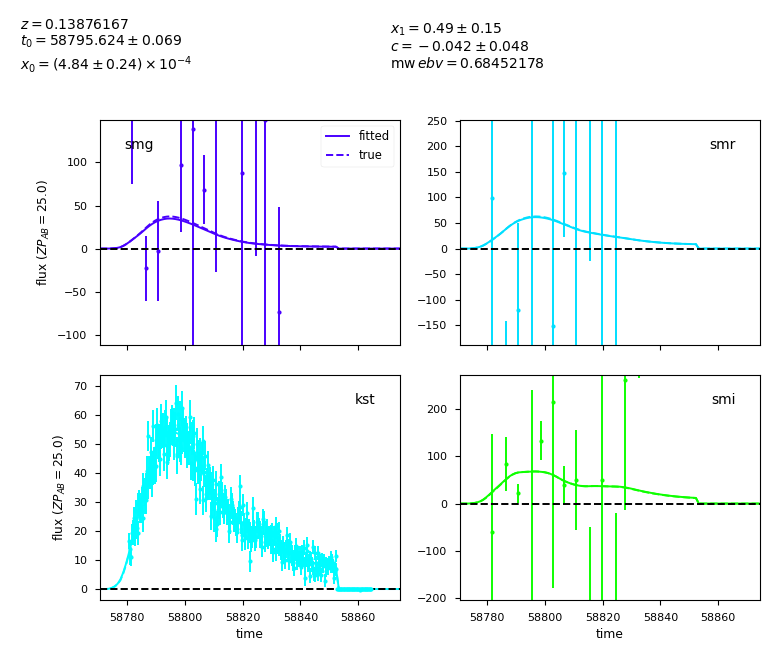 z = 0.13876167
t₀ = 58795.624 ± 0.069
x₀ = (4.84 ± 0.24) × 10⁻⁴
x₁ = 0.49 ± 0.15
c = −0.042 ± 0.048
mw ebv = 0.68452178
smg
fitted
true
100
50
0
−50
−100
flux (ZP_AB = 25.0)
smr
250
200
150
100
50
0
−50
−100
−150
kst
70
60
50
40
30
20
10
0
flux (ZP_AB = 25.0)
58780 58800 58820 58840 58860
time
smi
200
100
0
−100
−200
58780 58800 58820 58840 58860
time